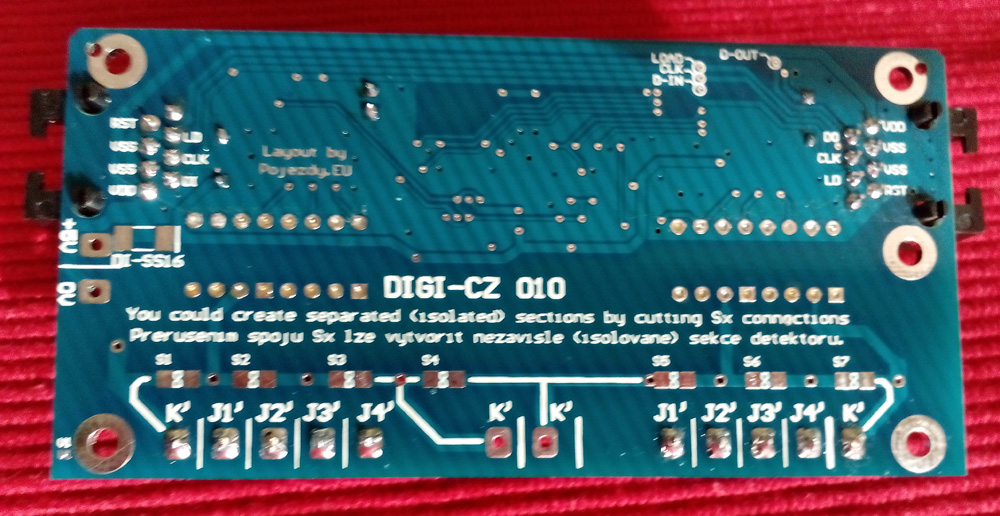 LOAD
CLK
D-IN
D-OUT
RST
VSS
VSS
VDD
LD
CLK
DI
Layout by
Pojezdy.EU
DO
CLK
LD
VDD
VSS
VSS
RST
+5V
0V
DI-SS16
DIGI-CZ 010
You could create separated (isolated) sections by cutting Sx connections
Prerusenim spoju Sx lze vytvorit nezavisle (isolovane) sekce detektoru.
S1 S2 S3 S4 S5 S6 S7
K' J1' J2' J3' J4' K' K' J1' J2' J3' J4' K'